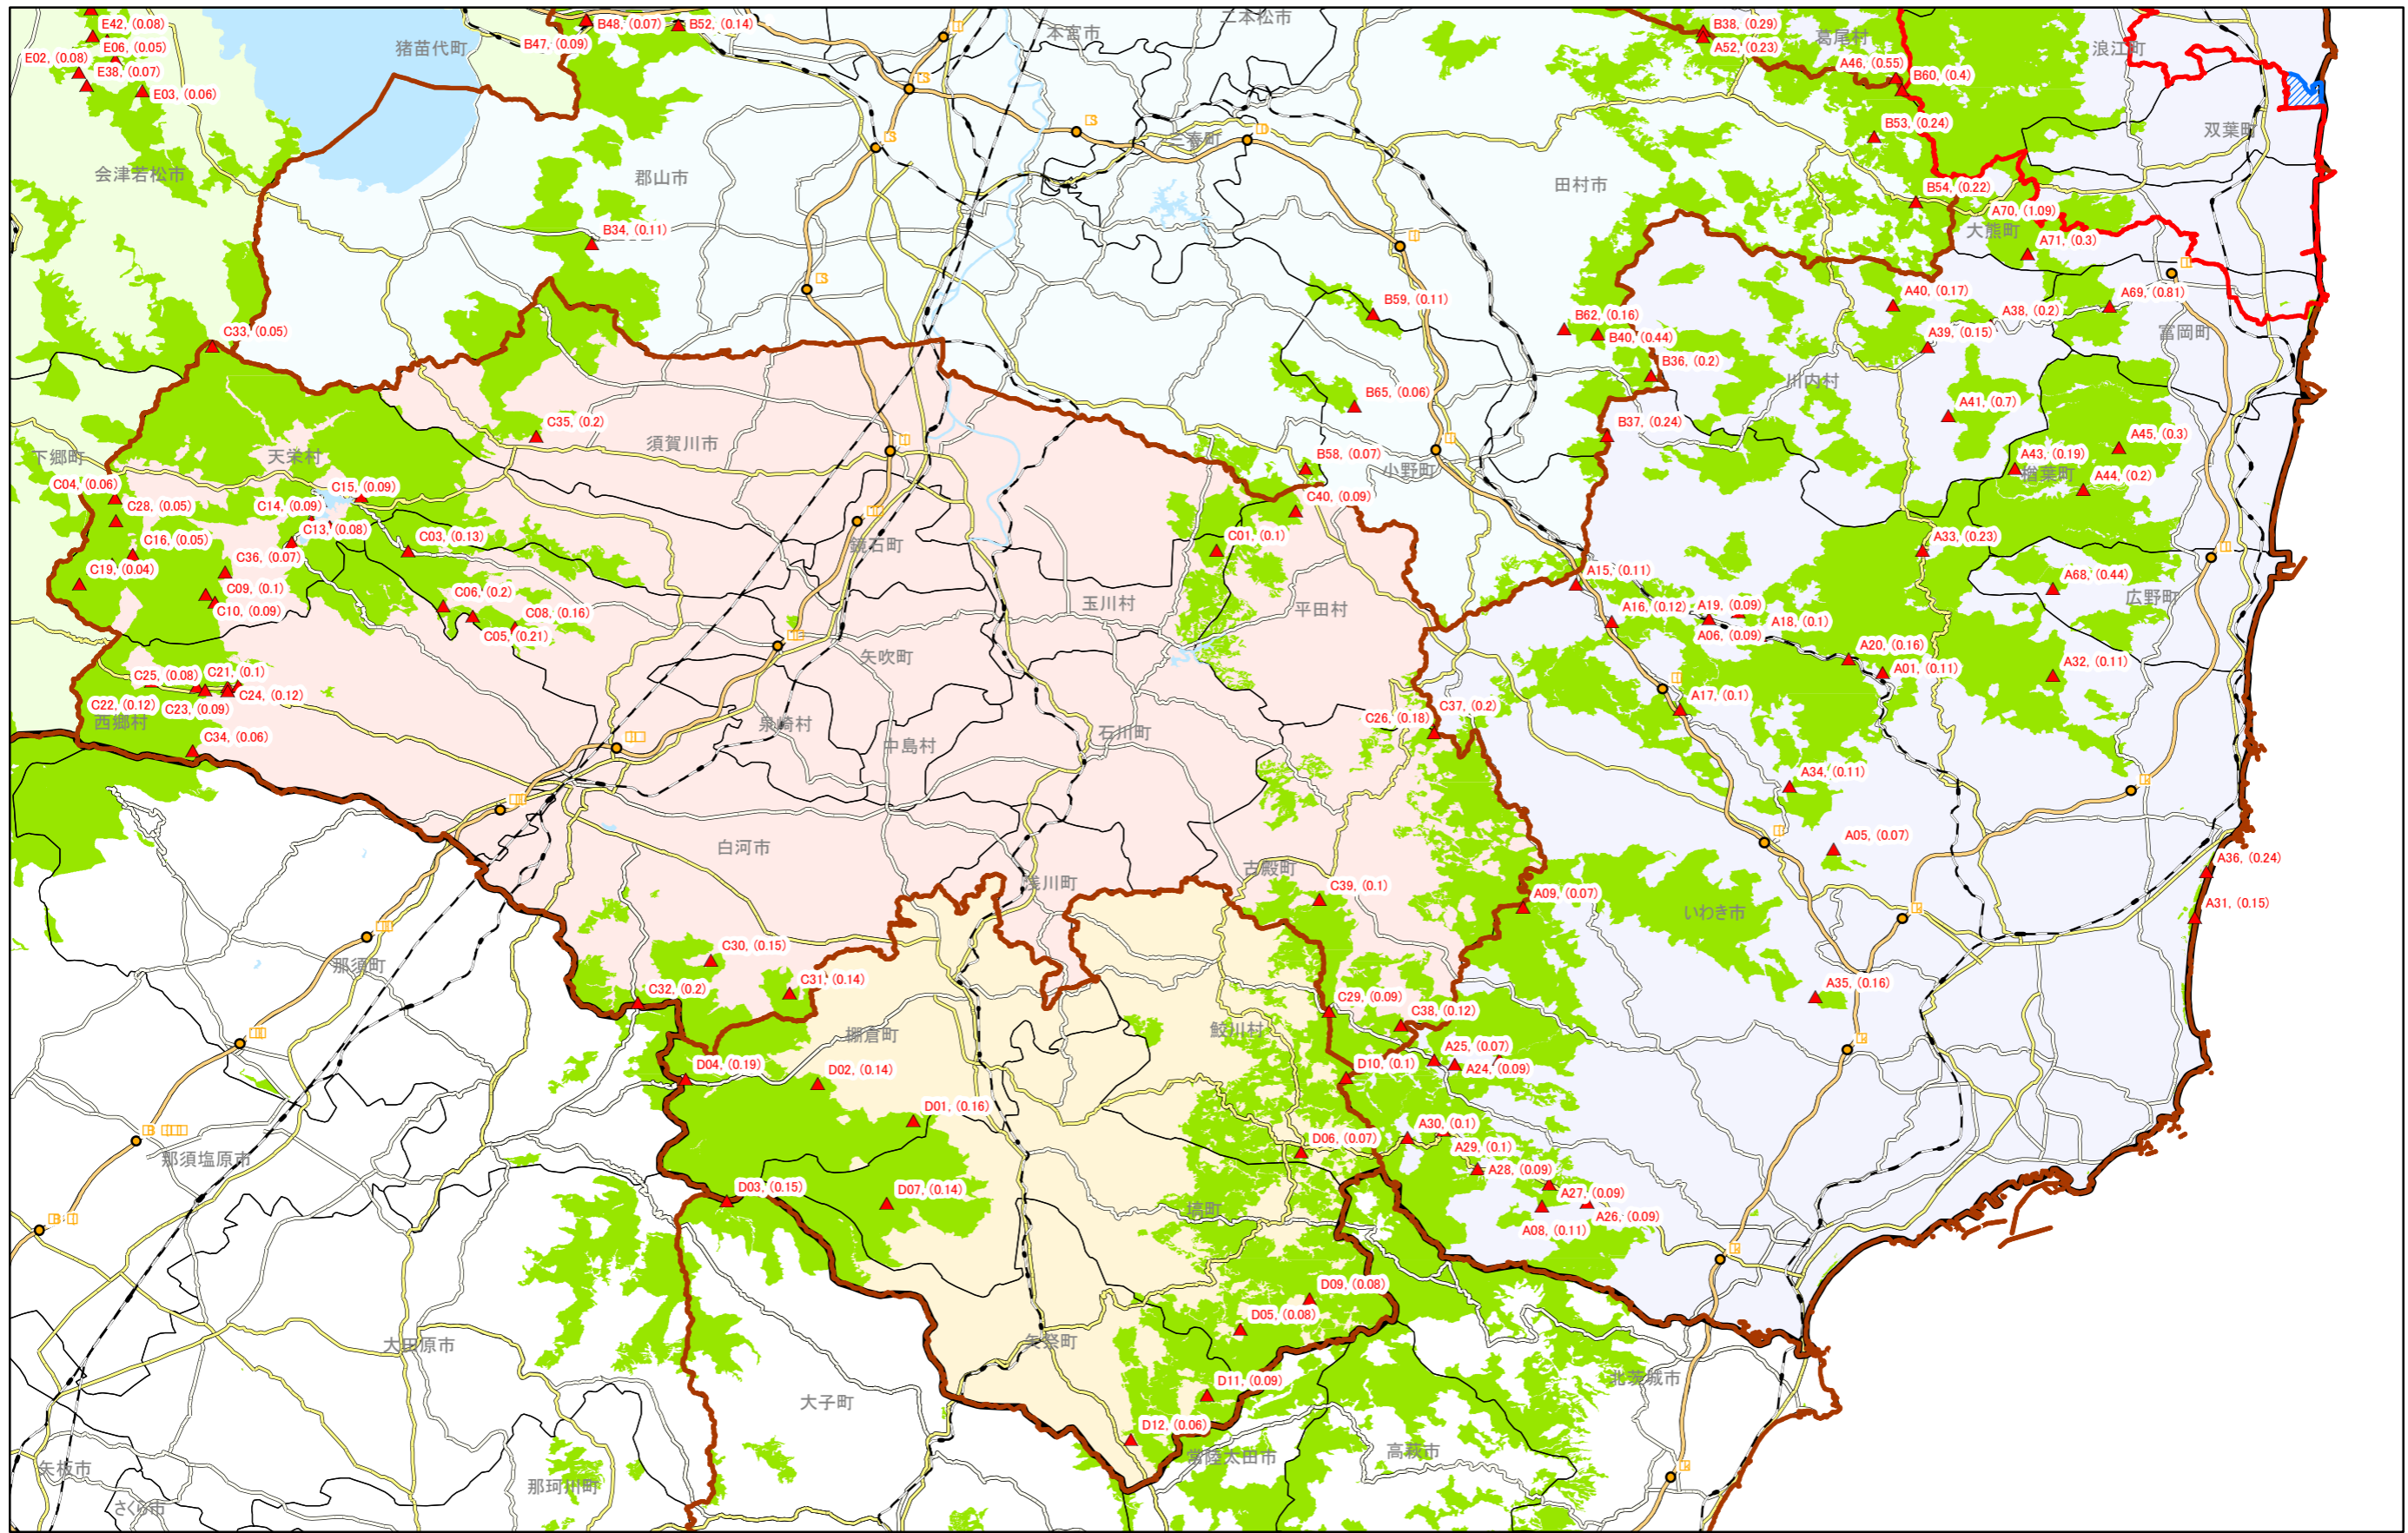 E42, (0.08)
B48, (0.07)
B52, (0.14)
二本松市
B38, (0.29)
猪苗代町
本宮市
A52, (0.23)
葛尾村
浪江町
E06, (0.05)
B47, (0.09)
E02, (0.08)
E38, (0.07)
A46, (0.55)
B60, (0.4)
E03, (0.06)
B53, (0.24)
双葉町
三春町
会津若松市
郡山市
田村市
B54, (0.22)
A70, (1.09)
B34, (0.11)
大熊町
A71, (0.3)
A40, (0.17)
A38, (0.2)
A69, (0.81)
B59, (0.11)
B62, (0.16)
C33, (0.05)
B40, (0.44)
A39, (0.15)
富岡町
B36, (0.2)
川内村
B65, (0.06)
A41, (0.7)
C35, (0.2)
須賀川市
B37, (0.24)
A45, (0.3)
下郷町
天栄村
B58, (0.07)
小野町
A43, (0.19)
楢葉町
A44, (0.2)
C04, (0.06)
C15, (0.09)
C28, (0.05)
C14, (0.09)
C40, (0.09)
C13, (0.08)
C03, (0.13)
鏡石町
C01, (0.1)
A33, (0.23)
C16, (0.05)
C36, (0.07)
C19, (0.04)
C09, (0.1)
A15, (0.11)
A68, (0.44)
C10, (0.09)
C06, (0.2)
C08, (0.16)
玉川村
平田村
A16, (0.12)
A19, (0.09)
広野町
C05, (0.21)
A06, (0.09)
A18, (0.1)
矢吹町
A20, (0.16)
A01, (0.11)
A32, (0.11)
C25, (0.08)
C21, (0.1)
C24, (0.12)
C22, (0.12)
C23, (0.09)
A17, (0.1)
西郷村
泉崎村
石川町
C26, (0.18)
C37, (0.2)
C34, (0.06)
中島村
A34, (0.11)
白河市
A05, (0.07)
浅川町
古殿町
C39, (0.1)
A09, (0.07)
いわき市
A36, (0.24)
A31, (0.15)
C30, (0.15)
那須町
C31, (0.14)
C32, (0.2)
A35, (0.16)
C29, (0.09)
C38, (0.12)
棚倉町
鮫川村
D04, (0.19)
D02, (0.14)
D10, (0.1)
A25, (0.07)
A24, (0.09)
D01, (0.16)
D06, (0.07)
A30, (0.1)
A29, (0.1)
那須塩原市
A28, (0.09)
D03, (0.15)
D07, (0.14)
塙町
A27, (0.09)
A26, (0.09)
A08, (0.11)
D09, (0.08)
D05, (0.08)
大田原市
矢祭町
D11, (0.09)
北茨城市
大子町
D12, (0.06)
常陸太田市
高萩市
矢板市
那珂川町
さくら市